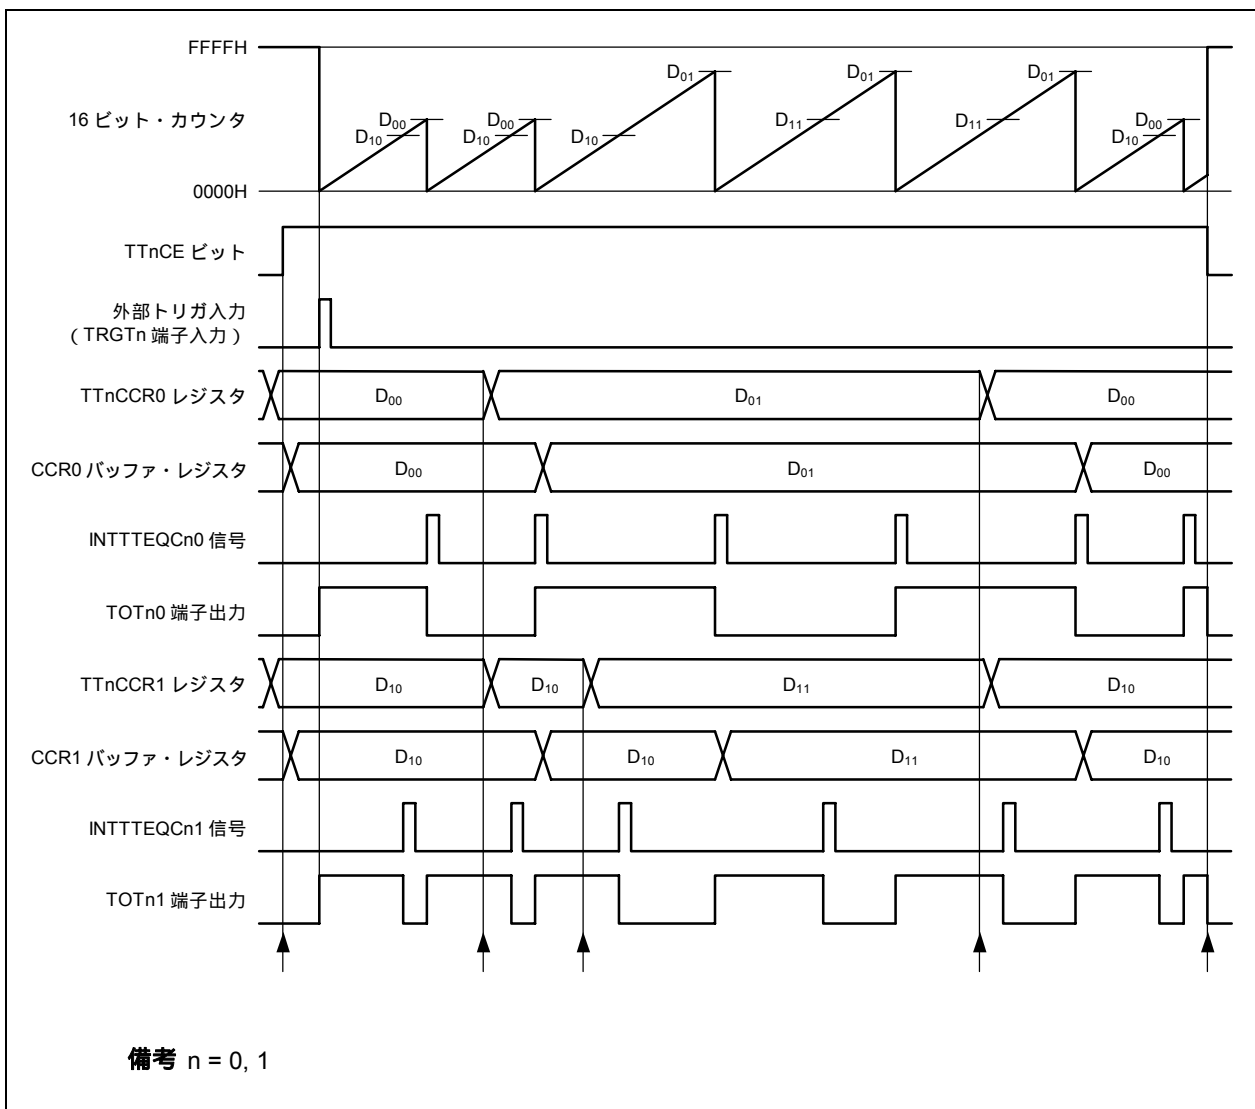 FFFFH
D₀₁ D₀₁ D₀₁
16 ビット・カウンタ
D₀₀ D₀₀ D₁₁ D₁₁ D₀₀
D₁₀ D₁₀ D₁₀ D₁₀
0000H
TTnCE ビット
外部トリガ入力
(TRGTn 端子入力)
TTnCCR0 レジスタ D₀₀ D₀₁ D₀₀
CCR0 バッファ・レジスタ D₀₀ D₀₁ D₀₀
INTTTEQCn0 信号
TOTn0 端子出力
TTnCCR1 レジスタ D₁₀ D₁₀ D₁₁ D₁₀
CCR1 バッファ・レジスタ D₁₀ D₁₀ D₁₁ D₁₀
INTTTEQCn1 信号
TOTn1 端子出力
備考 n = 0, 1